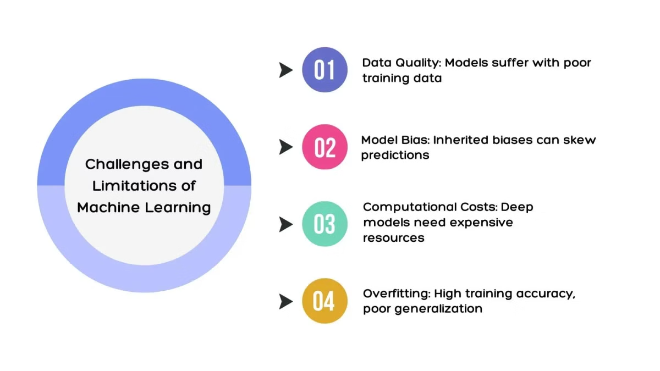 Challenges and
Limitations of
Machine Learning
01
Data Quality: Models suffer with poor
training data
02
Model Bias: Inherited biases can skew
predictions
03
Computational Costs: Deep
models need expensive
resources
04
Overfitting: High training accuracy,
poor generalization